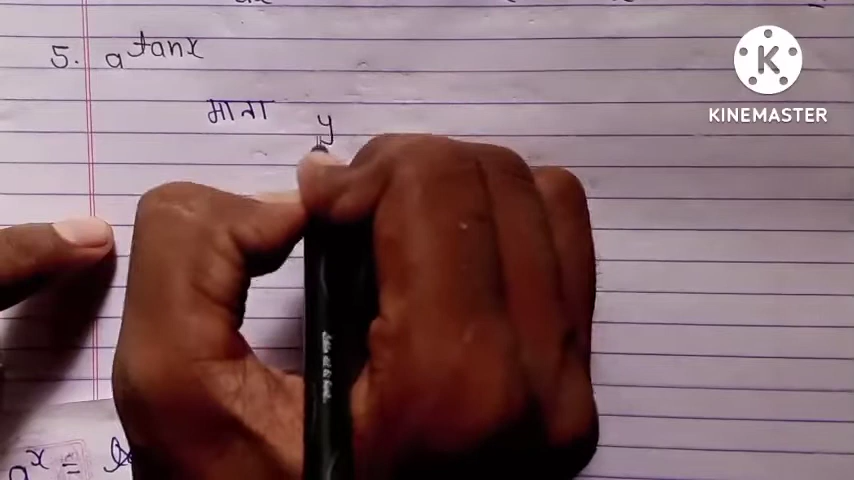 5. a^tanx
माना y
a^x =
KINEMASTER